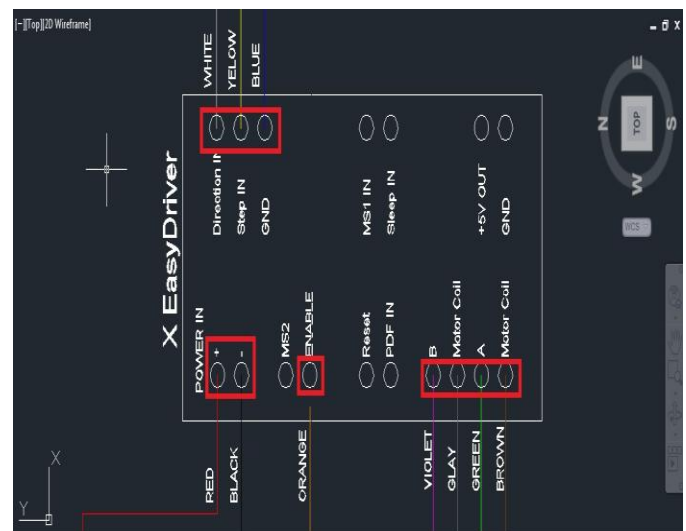 [−][Top][2D Wireframe]
WHITE
YELOW
BLUE
X EasyDriver
Direction IN
Step IN
GND
MS1 IN
Sleep IN
+5V OUT
GND
POWER IN
+
-
MS2
ENABLE
Reset
PDF IN
B
Motor Coil
A
Motor Coil
RED
BLACK
ORANGE
VIOLET
GLAY
GREEN
BROWN
E
N
TOP
S
W
WCS
X
Y